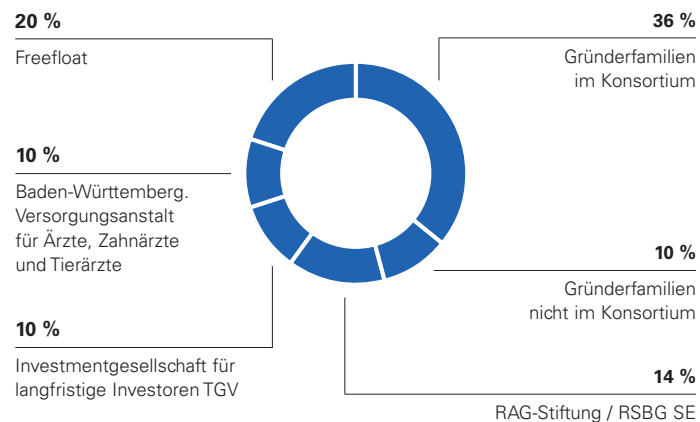 20 %
Freefloat
10 %
Baden-Württemberg.
Versorgungsanstalt
für Ärzte, Zahnärzte
und Tierärzte
10 %
Investmentgesellschaft für
langfristige Investoren TGV
36 %
Gründerfamilien
im Konsortium
10 %
Gründerfamilien
nicht im Konsortium
14 %
RAG-Stiftung / RSBG SE